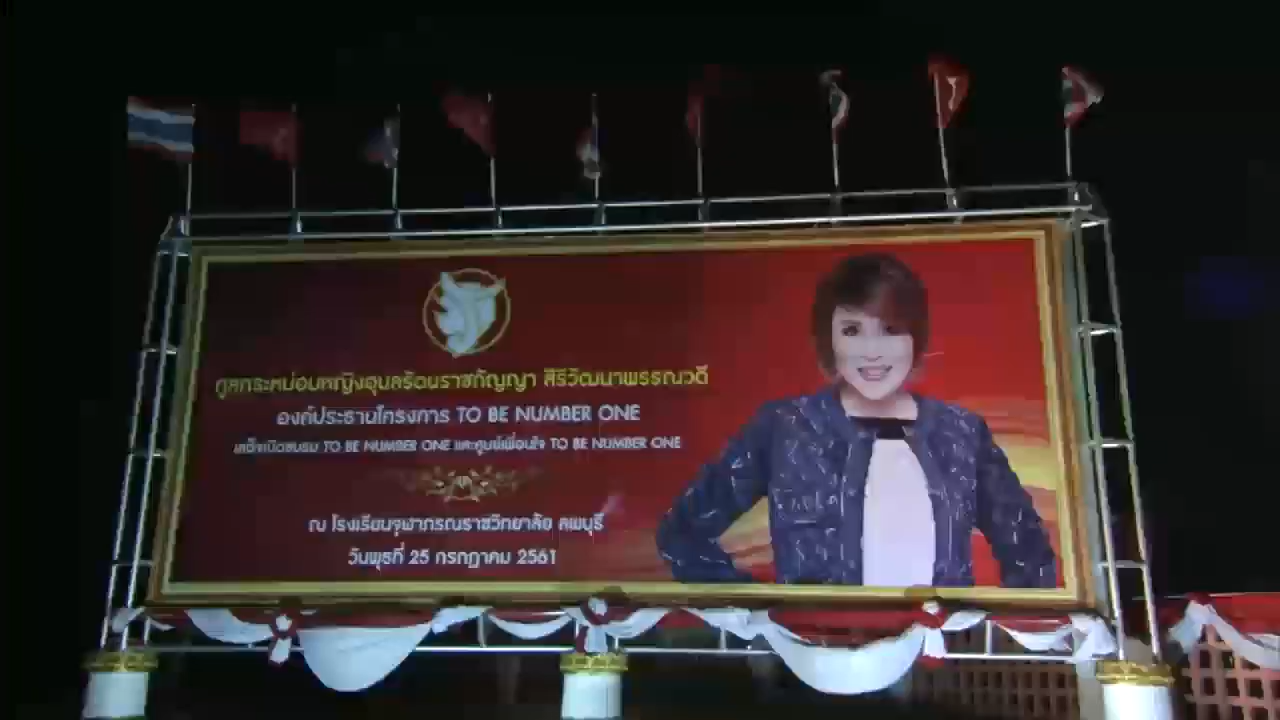 ทูลกระหม่อมหญิงอุบลรัตนราชกัญญา สิริวัฒนาพรรณวดี
องค์ประธานโครงการ TO BE NUMBER ONE
เสด็จเปิดชมรม TO BE NUMBER ONE และศูนย์เพื่อนใจ TO BE NUMBER ONE
ณ โรงเรียนจุฬาภรณราชวิทยาลัย ลพบุรี
วันพุธที่ 25 กรกฎาคม 2561